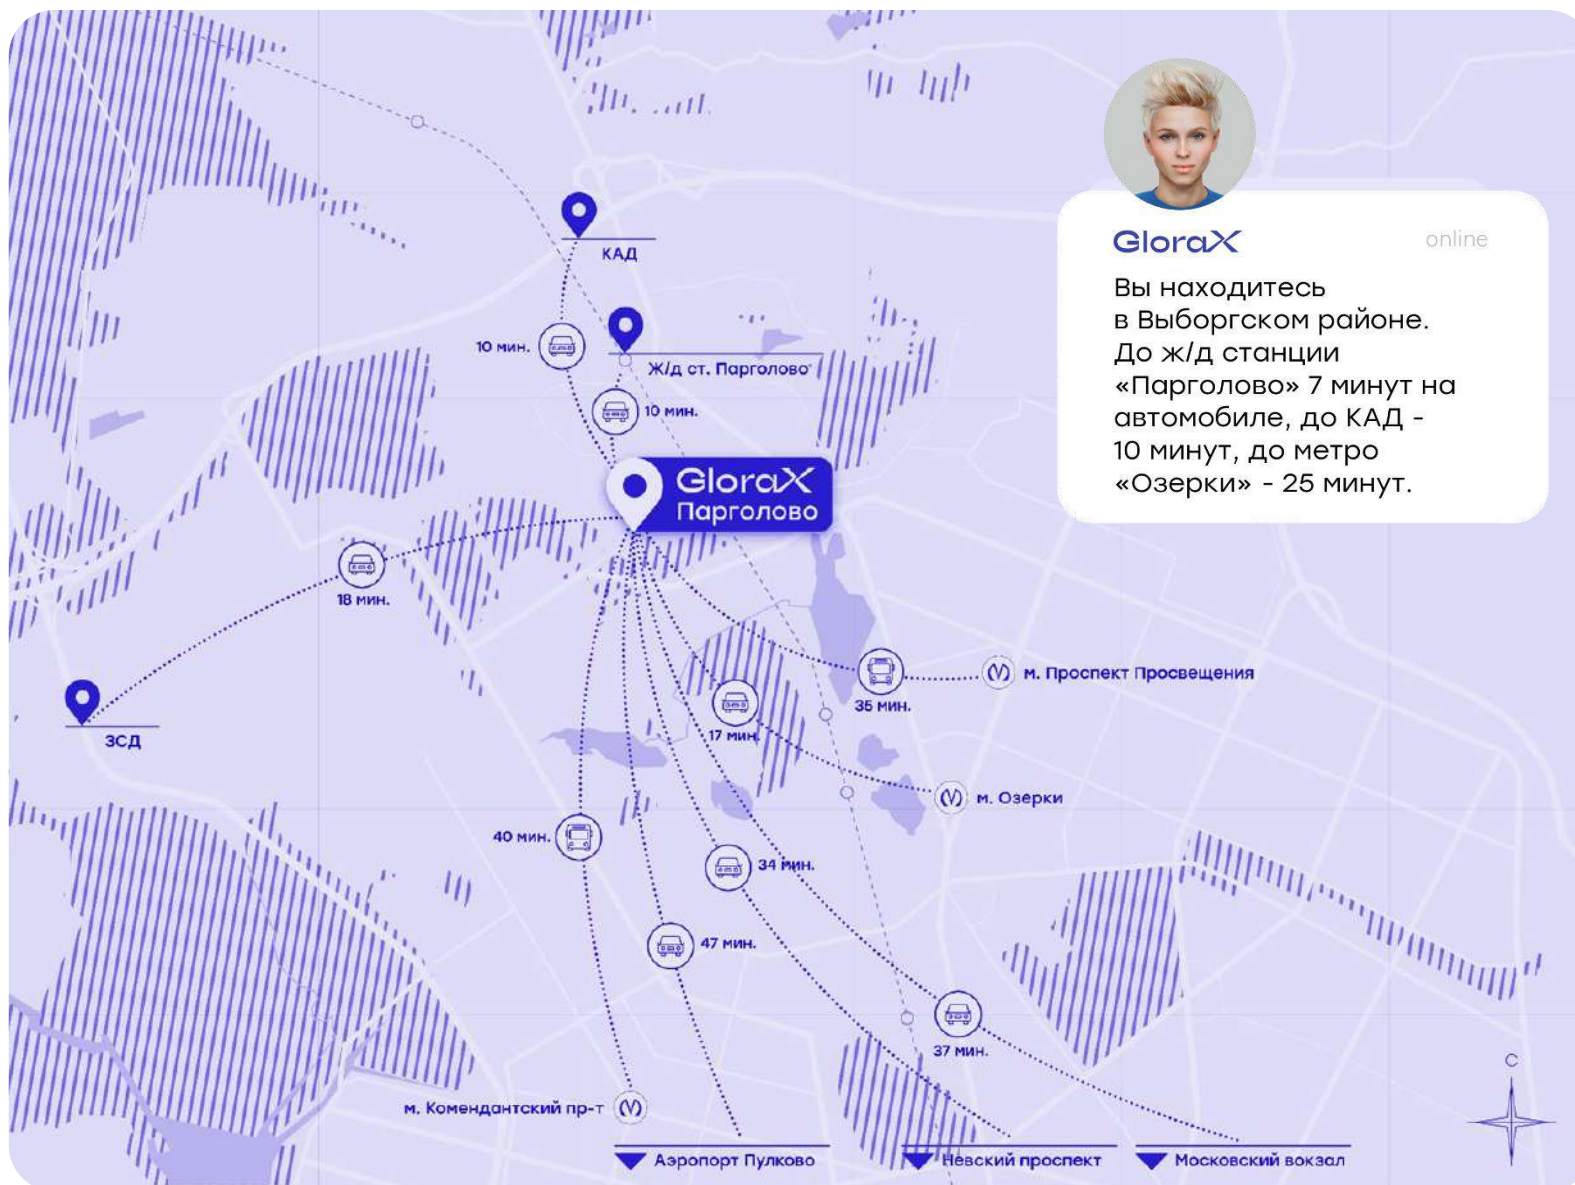 КАД
10 мин.
Ж/д ст. Парголово
10 мин.
GloraX
Парголово
18 мин.
ЗСД
35 мин.
м. Проспект Просвещения
17 мин.
м. Озерки
40 мин.
34 мин.
47 мин.
37 мин.
м. Комендантский пр-т
Аэропорт Пулково
Невский проспект
Московский вокзал
С
GloraX
online
Вы находитесь
в Выборгском районе.
До ж/д станции
«Парголово» 7 минут на
автомобиле, до КАД -
10 минут, до метро
«Озерки» - 25 минут.